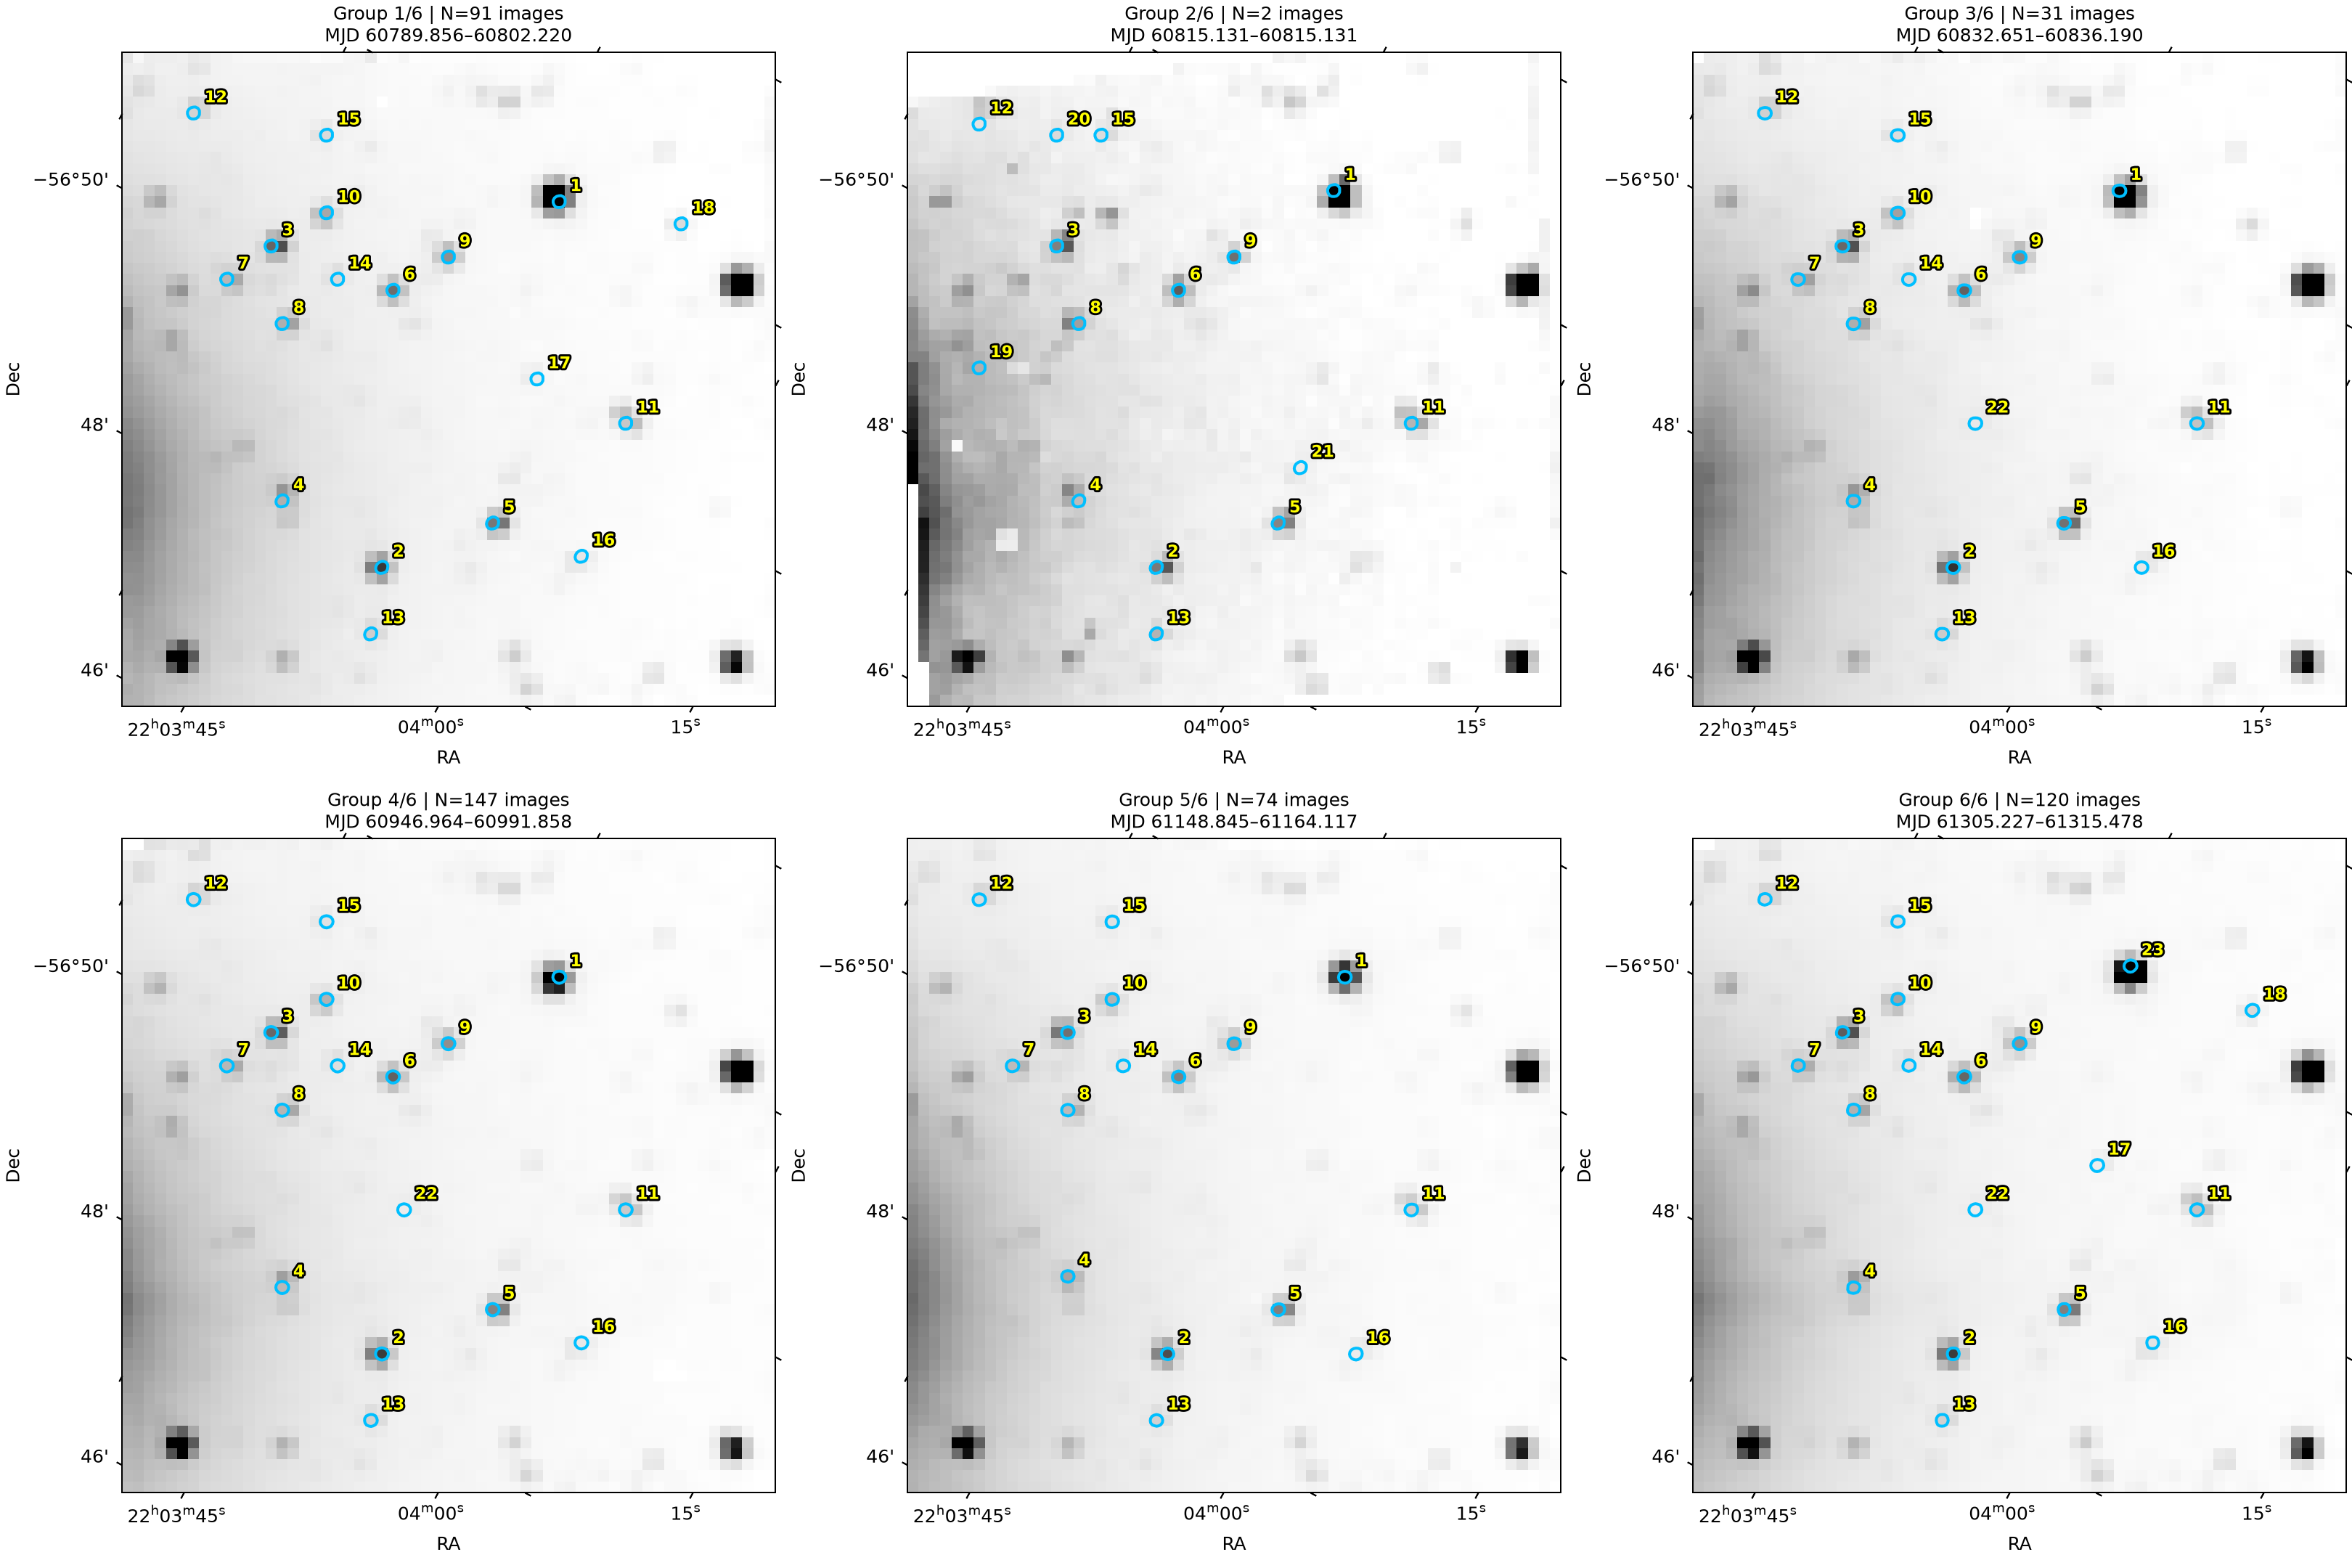 Group 1/6 | N=91 images
MJD 60789.856–60802.220
12
15
1
10
18
3
9
7
14
6
8
17
11
4
5
16
2
13
−56°50'
48'
46'
Dec
22h03m45s
04m00s
15s
RA
Group 2/6 | N=2 images
MJD 60815.131–60815.131
12
20
15
1
3
9
6
8
19
11
21
4
5
2
13
−56°50'
48'
46'
Dec
22h03m45s
04m00s
15s
RA
Group 3/6 | N=31 images
MJD 60832.651–60836.190
12
15
1
10
3
9
7
14
6
8
22
11
4
5
16
2
13
−56°50'
48'
46'
Dec
22h03m45s
04m00s
15s
RA
Group 4/6 | N=147 images
MJD 60946.964–60991.858
12
15
1
10
3
9
7
14
6
8
22
11
4
5
16
2
13
−56°50'
48'
46'
Dec
22h03m45s
04m00s
15s
RA
Group 5/6 | N=74 images
MJD 61148.845–61164.117
12
15
1
10
3
9
7
14
6
8
11
4
5
16
2
13
−56°50'
48'
46'
Dec
22h03m45s
04m00s
15s
RA
Group 6/6 | N=120 images
MJD 61305.227–61315.478
12
15
23
10
18
3
9
7
14
6
8
17
22
11
4
5
16
2
13
−56°50'
48'
46'
Dec
22h03m45s
04m00s
15s
RA